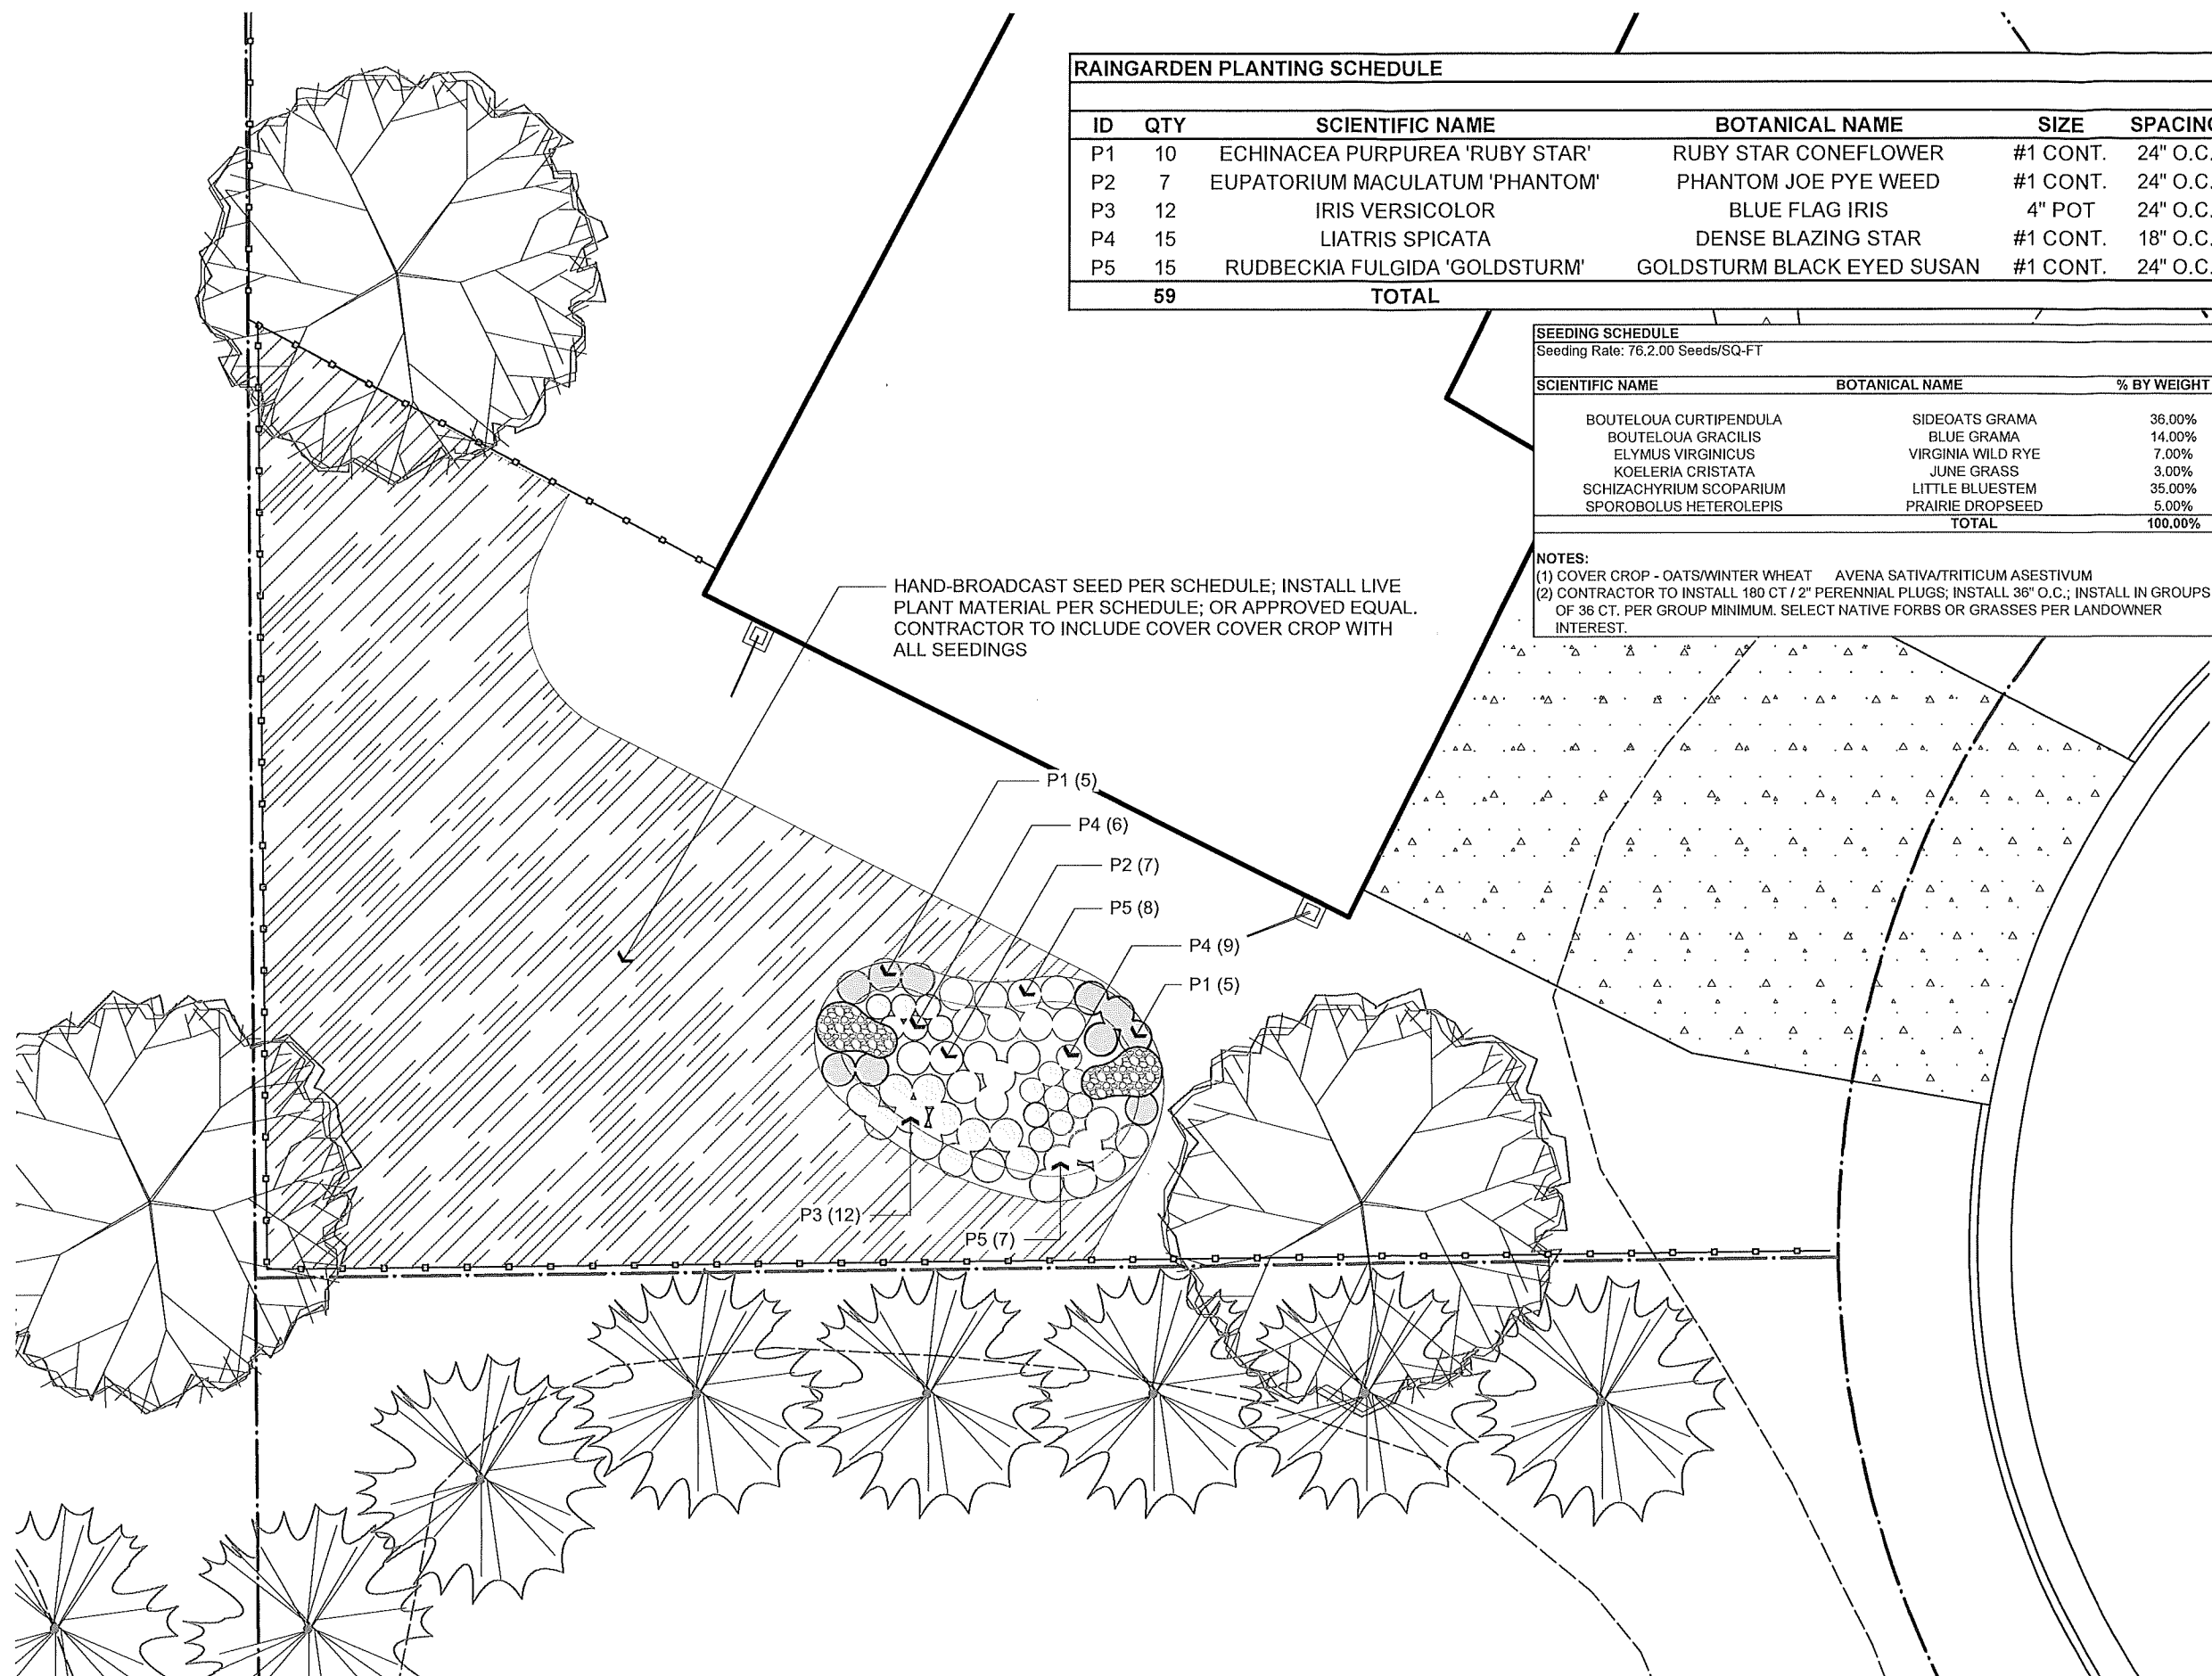 RAINGARDEN PLANTING SCHEDULE
ID QTY SCIENTIFIC NAME BOTANICAL NAME SIZE SPACING
P1 10 ECHINACEA PURPUREA 'RUBY STAR' RUBY STAR CONEFLOWER #1 CONT. 24" O.C.
P2 7 EUPATORIUM MACULATUM 'PHANTOM' PHANTOM JOE PYE WEED #1 CONT. 24" O.C.
P3 12 IRIS VERSICOLOR BLUE FLAG IRIS 4" POT 24" O.C.
P4 15 LIATRIS SPICATA DENSE BLAZING STAR #1 CONT. 18" O.C.
P5 15 RUDBECKIA FULGIDA 'GOLDSTURM' GOLDSTURM BLACK EYED SUSAN #1 CONT. 24" O.C.
59 TOTAL
SEEDING SCHEDULE
Seeding Rate: 76.2.00 Seeds/SQ-FT
SCIENTIFIC NAME BOTANICAL NAME % BY WEIGHT
BOUTELOUA CURTIPENDULA SIDEOATS GRAMA 36.00%
BOUTELOUA GRACILIS BLUE GRAMA 14.00%
ELYMUS VIRGINICUS VIRGINIA WILD RYE 7.00%
KOELERIA CRISTATA JUNE GRASS 3.00%
SCHIZACHYRIUM SCOPARIUM LITTLE BLUESTEM 35.00%
SPOROBOLUS HETEROLEPIS PRAIRIE DROPSEED 5.00%
TOTAL 100.00%
NOTES:
(1) COVER CROP - OATS/WINTER WHEAT AVENA SATIVA/TRITICUM ASESTIVUM
(2) CONTRACTOR TO INSTALL 180 CT / 2" PERENNIAL PLUGS; INSTALL 36" O.C.; INSTALL IN GROUPS
OF 36 CT. PER GROUP MINIMUM. SELECT NATIVE FORBS OR GRASSES PER LANDOWNER
INTEREST.
HAND-BROADCAST SEED PER SCHEDULE; INSTALL LIVE
PLANT MATERIAL PER SCHEDULE; OR APPROVED EQUAL.
CONTRACTOR TO INCLUDE COVER COVER CROP WITH
ALL SEEDINGS
P1 (5)
P4 (6)
P2 (7)
P5 (8)
P4 (9)
P1 (5)
P3 (12)
P5 (7)